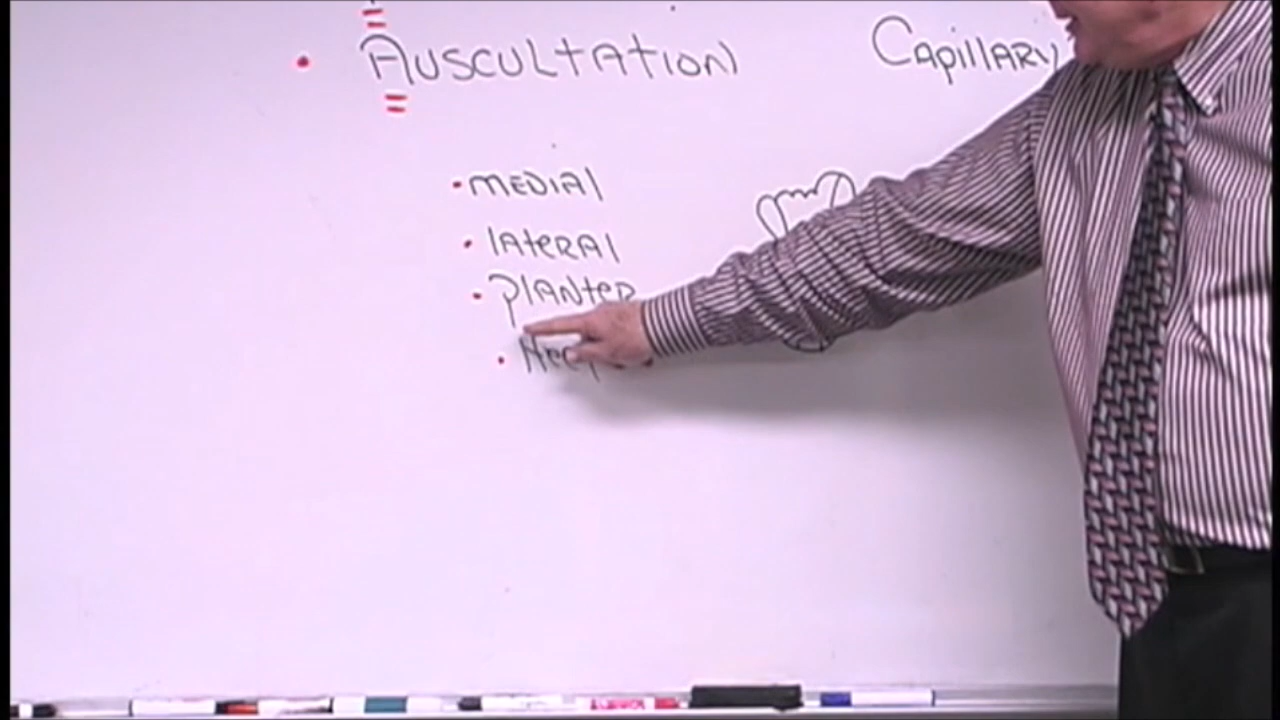 • AUSCULTATION CAPILLARY
• MEDIAL
• LATERAL
• PLANTER